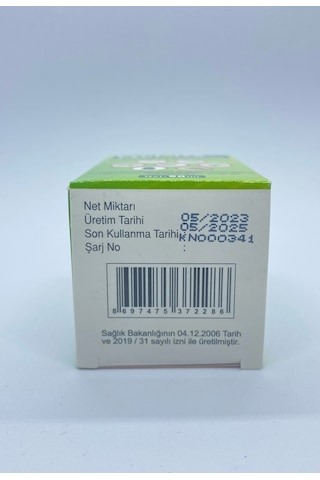 Net Miktarı
Üretim Tarihi 05/2023
Son Kullanma Tarihi: 05/2025
Şarj No : KN000341
8 697475 372286
Sağlık Bakanlığının 04.12.2006 Tarih
ve 2019 / 31 sayılı izni ile üretilmiştir.